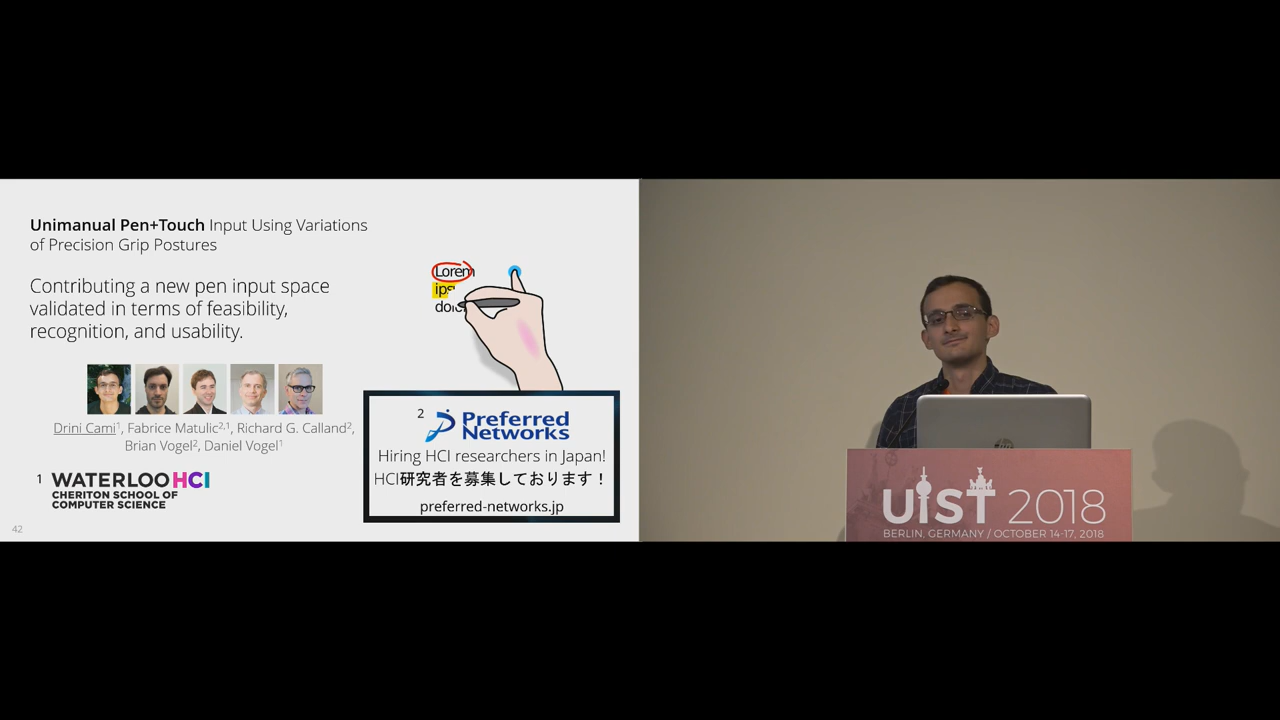 Unimanual Pen+Touch Input Using Variations
of Precision Grip Postures
Contributing a new pen input space
validated in terms of feasibility,
recognition, and usability.
Lorem
ips
dolo
Drini Cami¹, Fabrice Matulic²,¹, Richard G. Calland²,
Brian Vogel², Daniel Vogel¹
1 WATERLOO HCI
CHERITON SCHOOL OF
COMPUTER SCIENCE
2 Preferred
Networks
Hiring HCI researchers in Japan!
HCI研究者を募集しております！
preferred-networks.jp
42
UIST 2018
BERLIN, GERMANY / OCTOBER 14-17, 2018